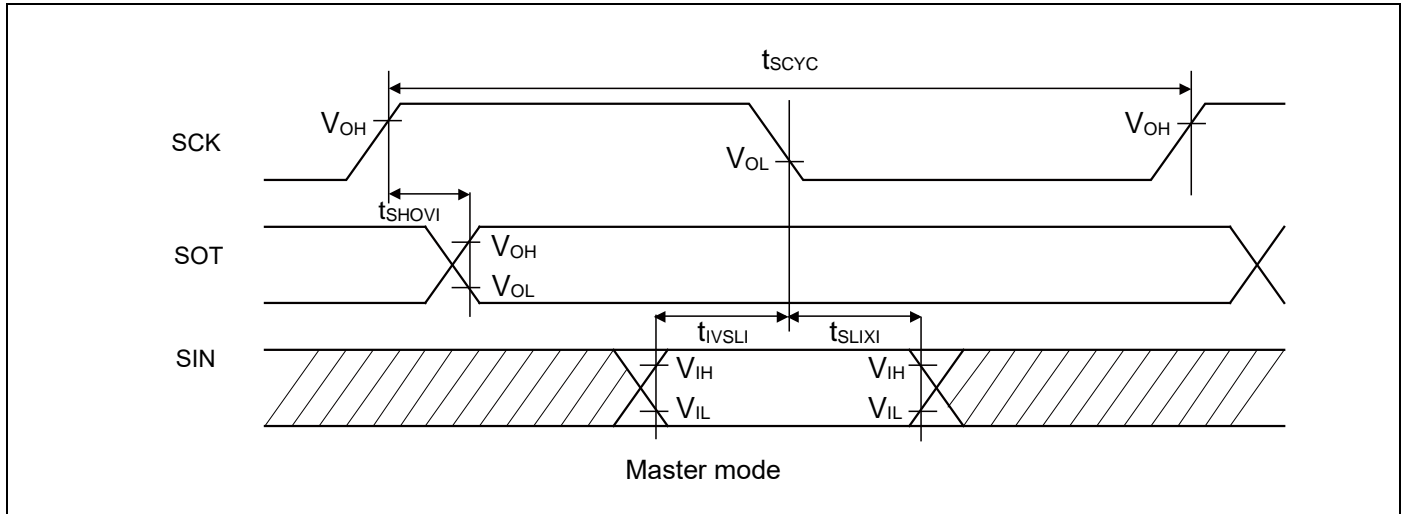 tSCYC
VOH
VOH
SCK
VOL
tSHOVI
VOH
SOT
VOL
tIVSLI
tSLIXI
SIN
VIH
VIH
VIL
VIL
Master mode